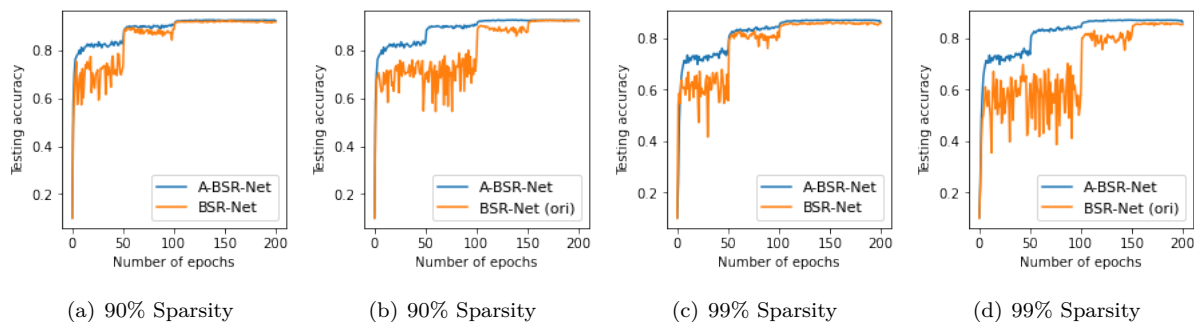 Testing accuracy
0.8
0.6
0.4
0.2
0 50 100 150 200
Number of epochs
A-BSR-Net
BSR-Net
(a) 90% Sparsity
Testing accuracy
0.8
0.6
0.4
0.2
0 50 100 150 200
Number of epochs
A-BSR-Net
BSR-Net (ori)
(b) 90% Sparsity
Testing accuracy
0.8
0.6
0.4
0.2
0 50 100 150 200
Number of epochs
A-BSR-Net
BSR-Net
(c) 99% Sparsity
Testing accuracy
0.8
0.6
0.4
0.2
0 50 100 150 200
Number of epochs
A-BSR-Net
BSR-Net (ori)
(d) 99% Sparsity